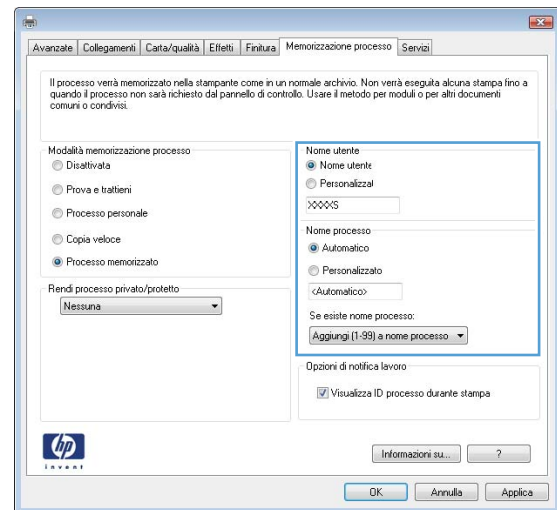 Avanzate Collegamenti Carta/qualità Effetti Finitura Memorizzazione processo Servizi
Il processo verrà memorizzato nella stampante come in un normale archivio. Non verrà eseguita alcuna stampa fino a
quando il processo non sarà richiesto dal pannello di controllo. Usare il metodo per moduli o per altri documenti
comuni o condivisi.
Modalità memorizzazione processo
Disattivata
Prova e trattieni
Processo personale
Copia veloce
Processo memorizzato
Rendi processo privato/protetto
Nessuna
Nome utente
Nome utente
Personalizzat
XXXXS
Nome processo
Automatico
Personalizzato
<Automatico>
Se esiste nome processo:
Aggiungi (1-99) a nome processo
Opzioni di notifica lavoro
Visualizza ID processo durante stampa
hp
invent
Informazioni su... ?
OK Annulla Applica